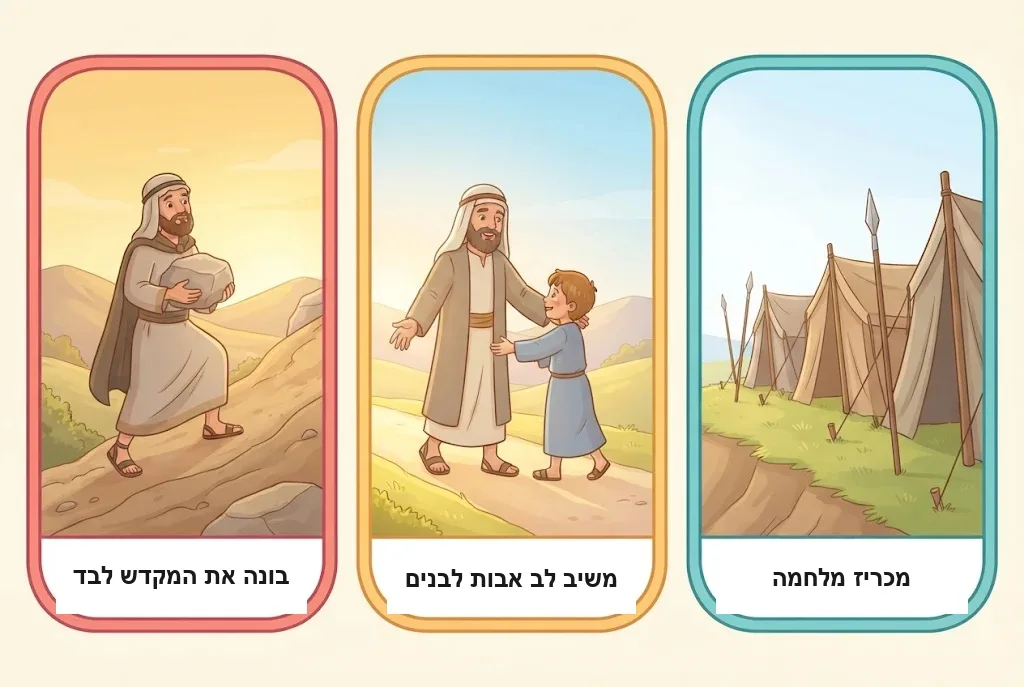 בונה את המקדש לבד
משיב לב אבות לבנים
מכריז מלחמה